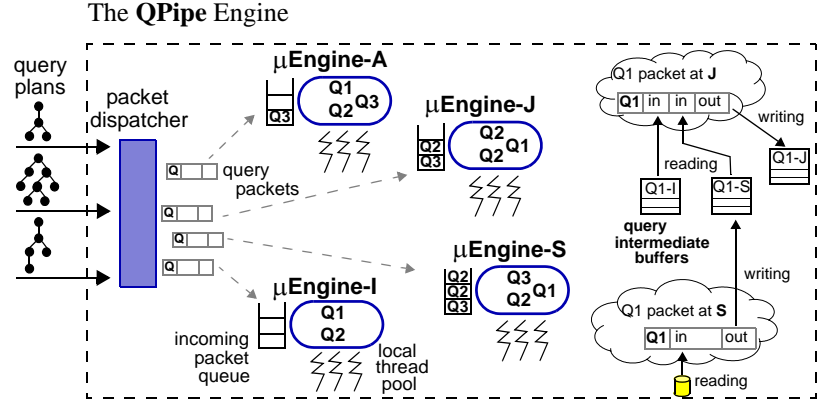 The QPipe Engine
query
plans
packet
dispatcher
Q
query
packets
Q
Q
Q
μEngine-A
Q3
Q1
Q2
Q3
μEngine-J
Q2
Q3
Q2
Q2
Q1
μEngine-I
Q1
Q2
incoming
packet
queue
local
thread
pool
μEngine-S
Q2
Q2
Q3
Q3
Q2
Q1
Q1 packet at J
Q1 in in out
writing
Q1-J
reading
Q1-I
Q1-S
query
intermediate
buffers
writing
Q1 packet at S
Q1 in out
reading